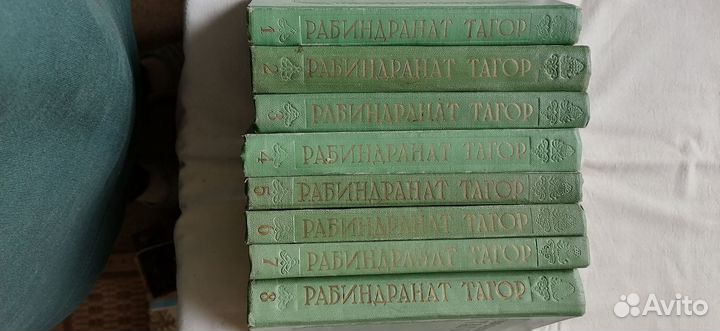 1 РАБИНДРАНАТ ТАГОР
2 РАБИНДРАНАТ ТАГОР
3 РАБИНДРАНАТ ТАГОР
4 РАБИНДРАНАТ ТАГОР
5 РАБИНДРАНАТ ТАГОР
6 РАБИНДРАНАТ ТАГОР
7 РАБИНДРАНАТ ТАГОР
8 РАБИНДРАНАТ ТАГОР
Avito